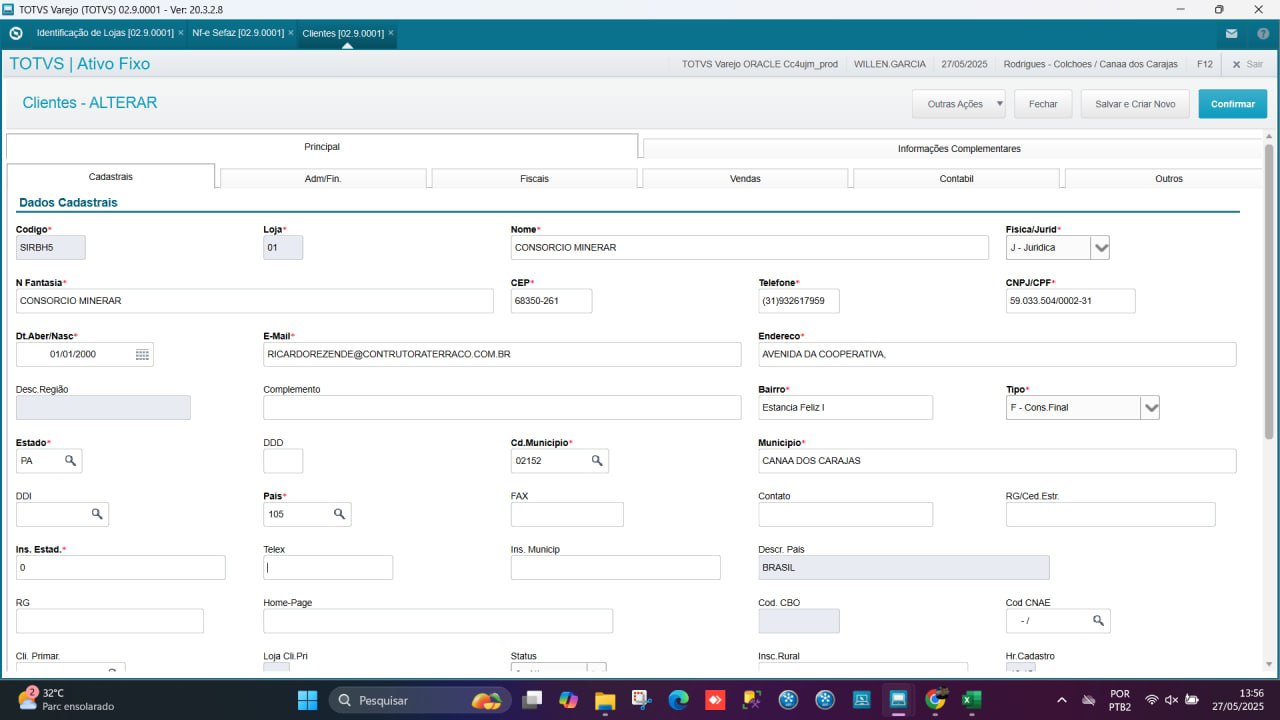 TOTVS Varejo (TOTVS) 02.9.0001 - Ver: 20.3.2.8
Identificação de Lojas [02.9.0001] × Nf-e Sefaz [02.9.0001] × Clientes [02.9.0001] ×
TOTVS | Ativo Fixo
TOTVS Varejo ORACLE Cc4ujm_prod WILLEN.GARCIA 27/05/2025 Rodrigues - Colchoes / Canaa dos Carajas F12 × Sair
Clientes - ALTERAR
Outras Ações Fechar Salvar e Criar Novo Confirmar
Principal Informações Complementares
Cadastrais Adm/Fin. Fiscais Vendas Contabil Outros
Dados Cadastrais
Codigo* Loja* Nome* Fisica/Jurid*
SIRBH5 01 CONSORCIO MINERAR J - Juridica
N Fantasia* CEP* Telefone* CNPJ/CPF*
CONSORCIO MINERAR 68350-261 (31)932617959 59.033.504/0002-31
Dt.Aber/Nasc* E-Mail* Endereco*
01/01/2000 RICARDOREZENDE@CONTRUTORATERRACO.COM.BR AVENIDA DA COOPERATIVA,
Desc.Região Complemento Bairro* Tipo*
Estancia Feliz I F - Cons.Final
Estado* DDD Cd.Municipio* Municipio*
PA 02152 CANAA DOS CARAJAS
DDI Pais* FAX Contato RG/Ced.Estr.
105
Ins. Estad.* Telex Ins. Municip Descr. Pais
0 BRASIL
RG Home-Page Cod. CBO Cod CNAE
- /
Cli. Primar. Loja Cli.Pri Status Insc.Rural Hr.Cadastro
2 32°C
Parc ensolarado
Pesquisar
POR
PTB2
13:56
27/05/2025